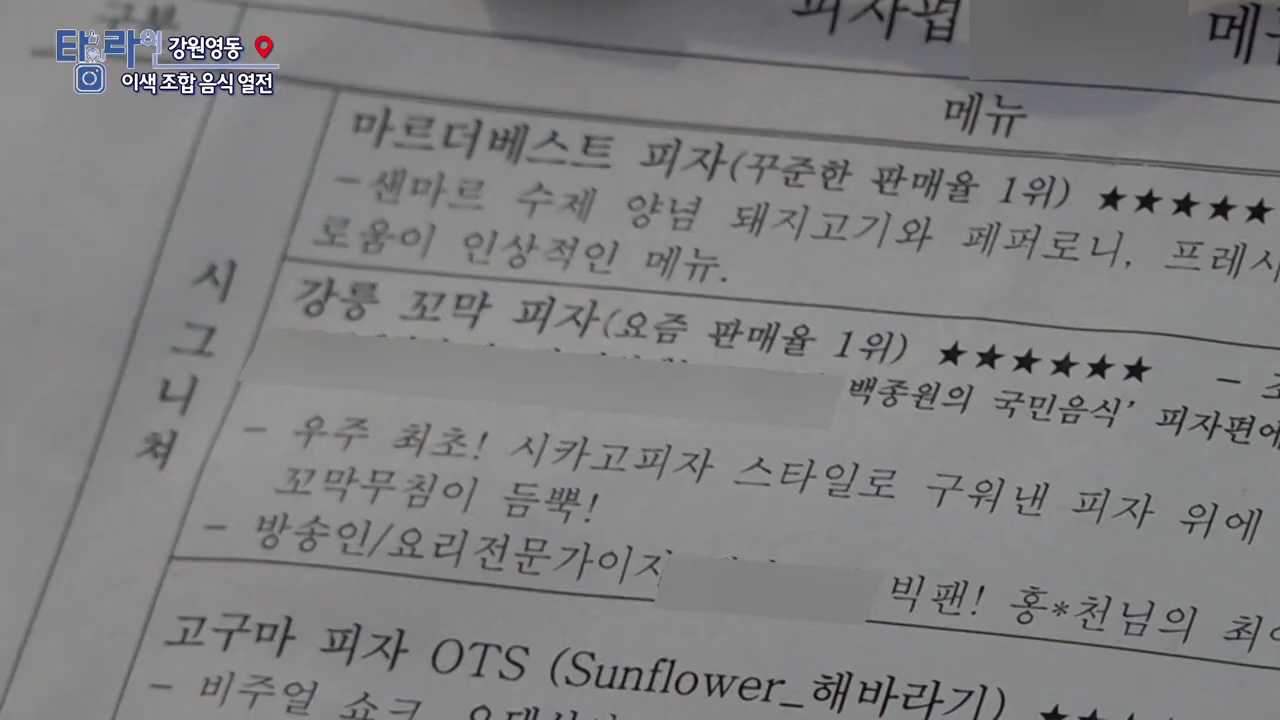 구분
타 라 강원영동
이색 조합 음식 열전
피자펍 메뉴
메뉴
시그니쳐
마르더베스트 피자(꾸준한 판매율 1위) ★★★★★
-샌마르 수제 양념 돼지고기와 페퍼로니, 프레시
로움이 인상적인 메뉴.
강릉 꼬막 피자(요즘 판매율 1위) ★★★★★★ -
백종원의 국민음식' 피자편에
- 우주 최초! 시카고피자 스타일로 구워낸 피자 위에
꼬막무침이 듬뿍!
- 방송인/요리전문가이자 빅팬! 홍*천님의 최애
고구마 피자 OTS (Sunflower_해바라기) ★★
- 비주얼 쇼크